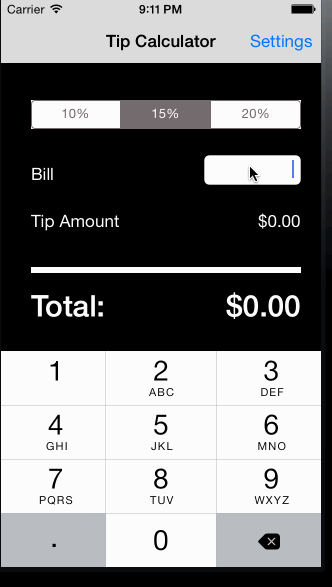 Carrier 9:11 PM
Tip Calculator Settings
10% 15% 20%
Bill
Tip Amount $0.00
Total: $0.00
1 2 3
ABC DEF
4 5 6
GHI JKL MNO
7 8 9
PQRS TUV WXYZ
. 0